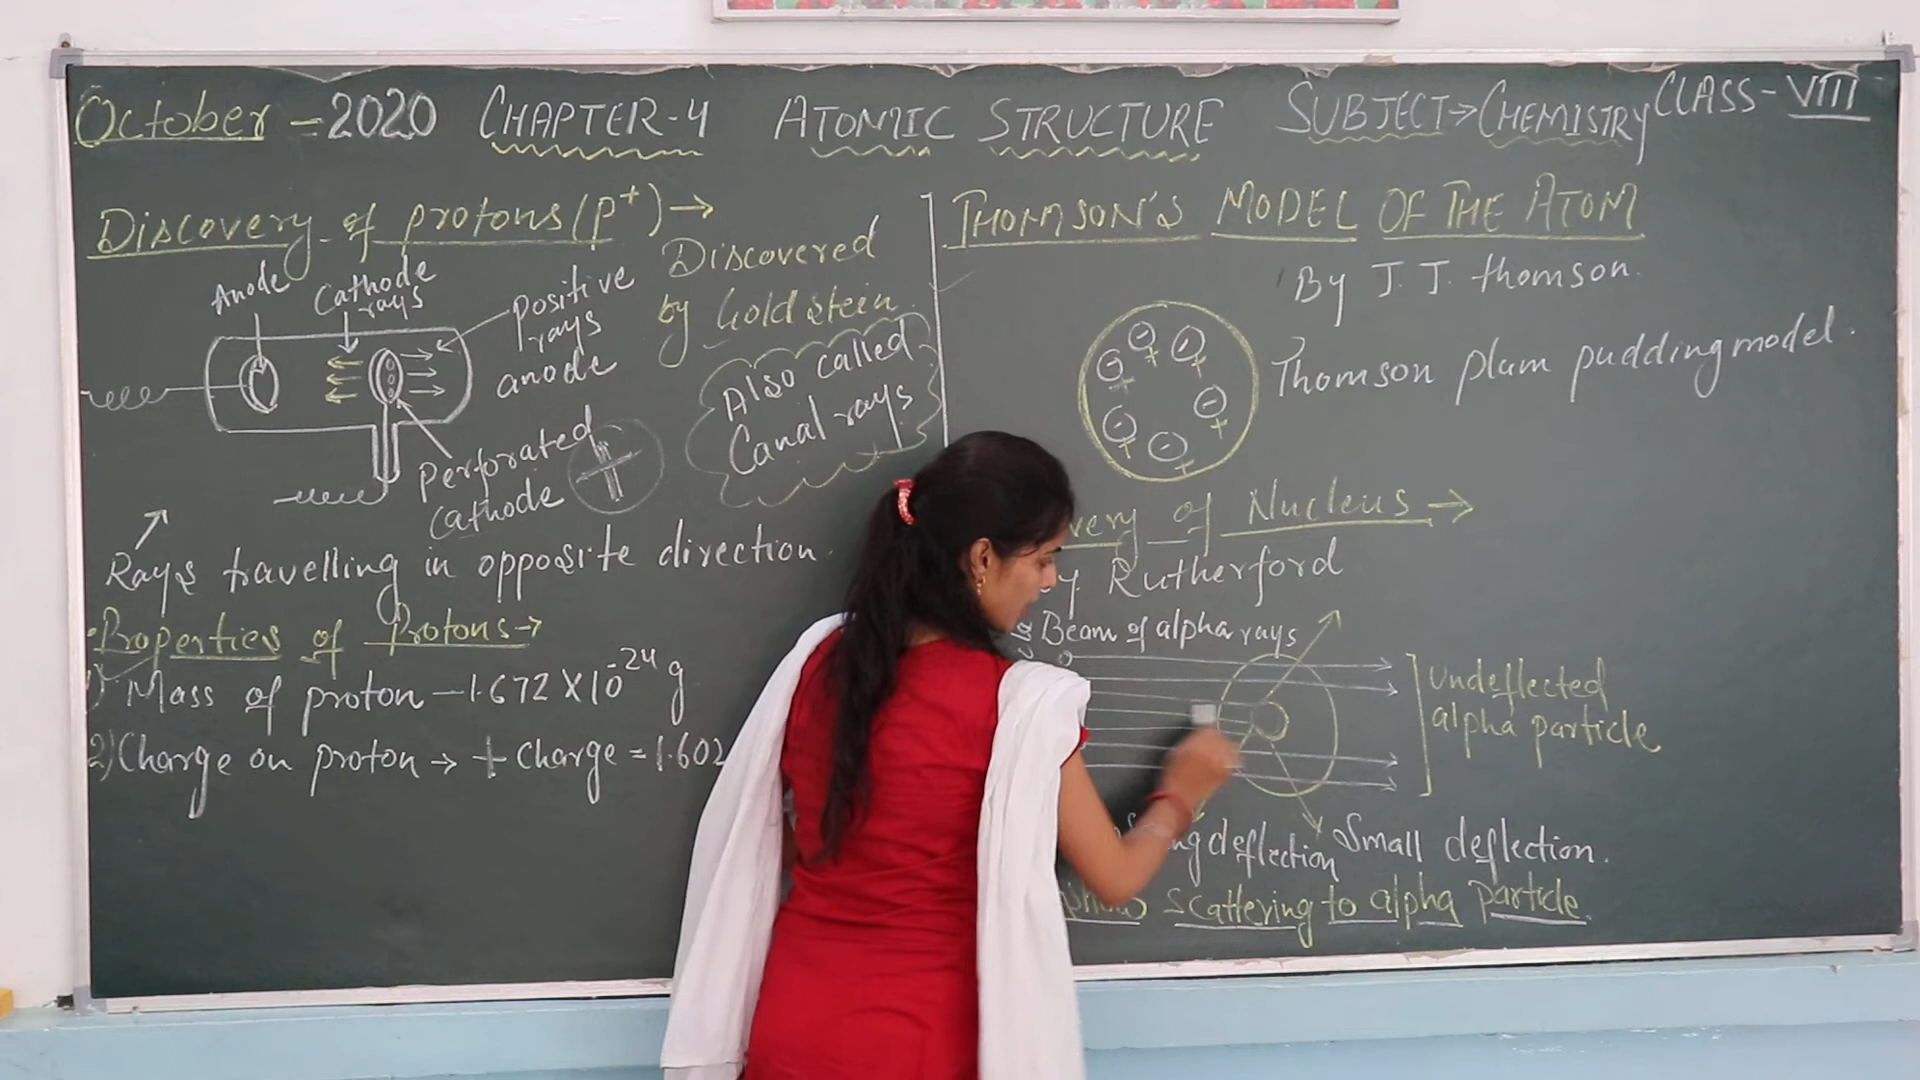 October - 2020 CHAPTER-4 ATOMIC STRUCTURE SUBJECT → CHEMISTRY CLASS - VIII
Discovery of protons (P⁺) →
Discovered
by Goldstein
Also called
Canal rays
Anode
Cathode
rays
Positive
rays
anode
Perforated
cathode
Rays travelling in opposite direction
Properties of Protons →
1) Mass of proton - 1.672 X 10⁻²⁴ g
2) Charge on proton → + Charge = 1.602
THOMSON'S MODEL OF THE ATOM
By J. J. thomson.
Thomson plum pudding model.
of Nucleus →
Rutherford
Beam of alpha rays
Undeflected
alpha particle
deflection
Small deflection.
scattering to alpha particle.